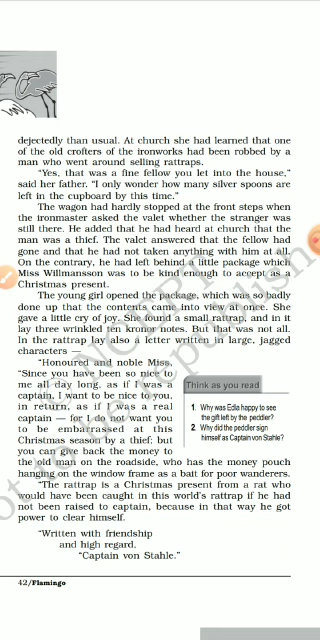 dejectedly than usual. At church she had learned that one
of the old crofters of the ironworks had been robbed by a
man who went around selling rattraps.
"Yes, that was a fine fellow you let into the house,"
said her father. "I only wonder how many silver spoons are
left in the cupboard by this time."
The wagon had hardly stopped at the front steps when
the ironmaster asked the valet whether the stranger was
still there. He added that he had heard at church that the
man was a thief. The valet answered that the fellow had
gone and that he had not taken anything with him at all.
On the contrary, he had left behind a little package which
Miss Willmansson was to be kind enough to accept as a
Christmas present.
The young girl opened the package, which was so badly
done up that the contents came into view at once. She
gave a little cry of joy. She found a small rattrap, and in it
lay three wrinkled ten kronor notes. But that was not all.
In the rattrap lay also a letter written in large, jagged
characters —
"Honoured and noble Miss,
"Since you have been so nice to
me all day long, as if I was a
captain, I want to be nice to you,
in return, as if I was a real
captain — for I do not want you
to be embarrassed at this
Christmas season by a thief; but
you can give back the money to
the old man on the roadside, who has the money pouch
hanging on the window frame as a bait for poor wanderers.
"The rattrap is a Christmas present from a rat who
would have been caught in this world's rattrap if he had
not been raised to captain, because in that way he got
power to clear himself.
"Written with friendship
and high regard,
"Captain von Stahle."
Think as you read
1. Why was Edla happy to see
the gift left by the peddler?
2. Why did the peddler sign
himself as Captain von Stahle?
42/Flamingo